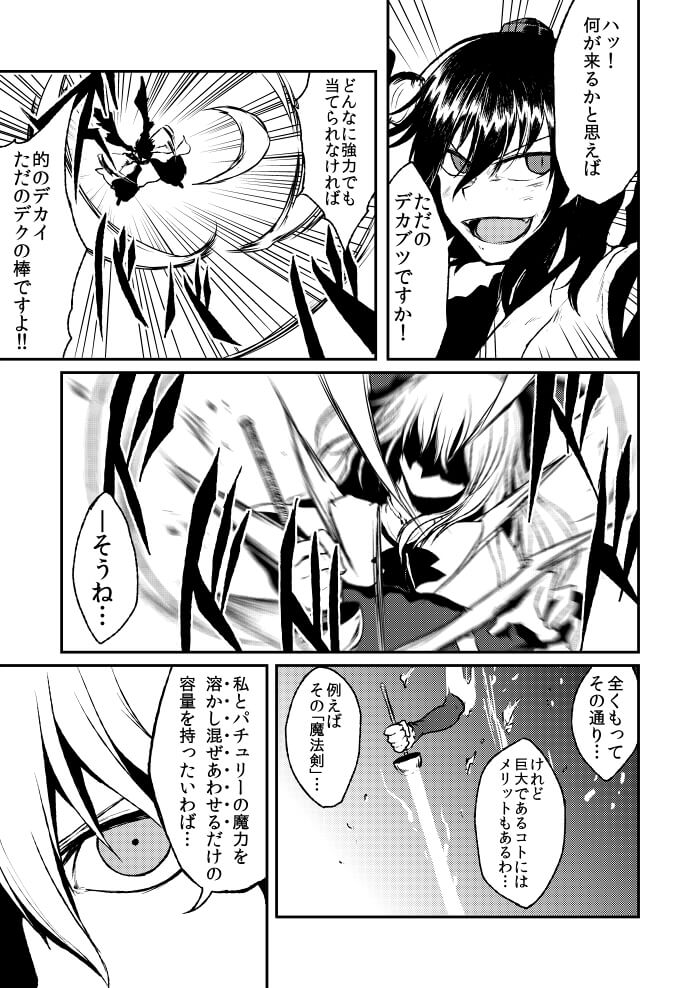 ハッ!
何が来るかと思えば
ただの
デカブツですか!
どんなに強力でも
当てられなければ
的のデカイ
ただのデクの棒ですよ!!
ーそうね…
全くもって
その通り…
けれど
巨大であるコトには
メリットもあるわ…
例えば
その「魔法剣」…
私とパチュリーの魔力を
溶かし混ぜあわせるだけの
容量を持ったいわば…